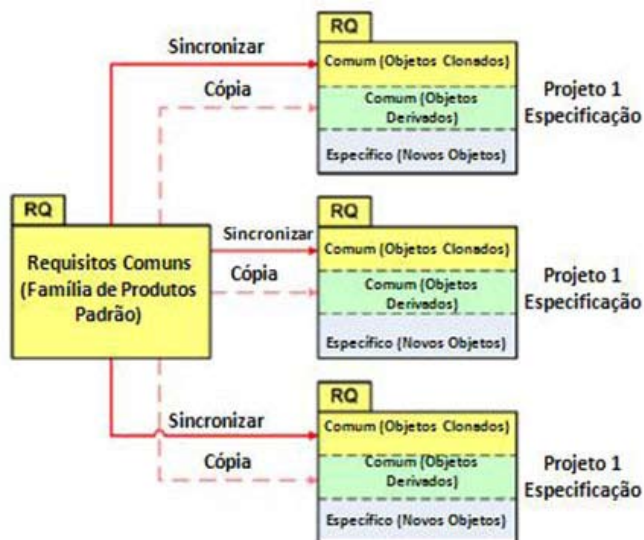 RQ
Requisitos Comuns
(Família de Produtos
Padrão)
Sincronizar
Cópia
RQ
Comum (Objetos Clonados)
Comum (Objetos
Derivados)
Específico (Novos Objetos)
Projeto 1
Especificação
Sincronizar
Cópia
RQ
Comum (Objetos Clonados)
Comum (Objetos
Derivados)
Específico (Novos Objetos)
Projeto 1
Especificação
Sincronizar
Cópia
RQ
Comum (Objetos Clonados)
Comum (Objetos
Derivados)
Específico (Novos Objetos)
Projeto 1
Especificação